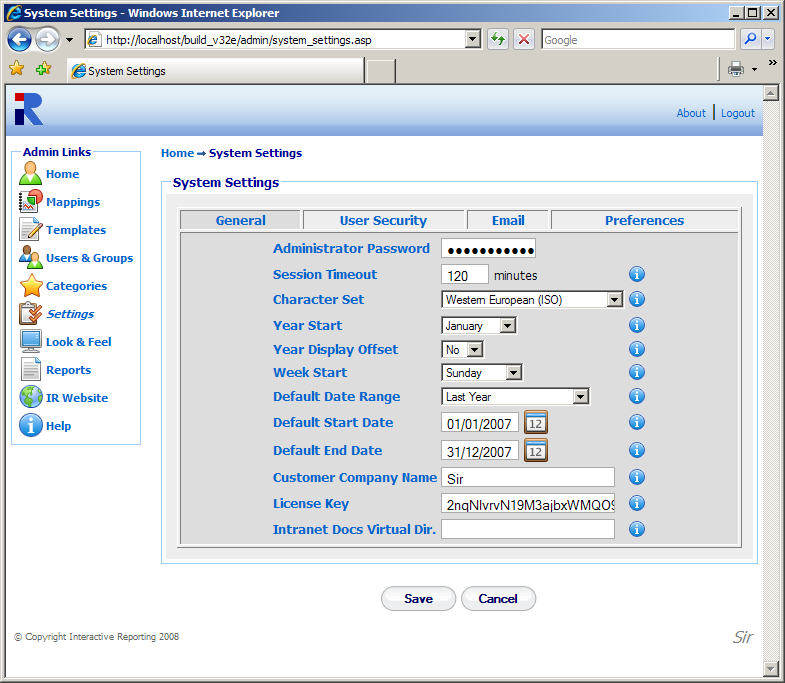 System Settings - Windows Internet Explorer
http://localhost/build_v32e/admin/system_settings.asp
Google
System Settings
About
Logout
Admin Links
Home
Mappings
Templates
Users & Groups
Categories
Settings
Look & Feel
Reports
IR Website
Help
Home → System Settings
System Settings
General User Security Email Preferences
Administrator Password ●●●●●●●●●●●
Session Timeout 120 minutes
Character Set Western European (ISO)
Year Start January
Year Display Offset No
Week Start Sunday
Default Date Range Last Year
Default Start Date 01/01/2007 12
Default End Date 31/12/2007 12
Customer Company Name Sir
License Key
Intranet Docs Virtual Dir.
Save Cancel
© Copyright Interactive Reporting 2008
Sir